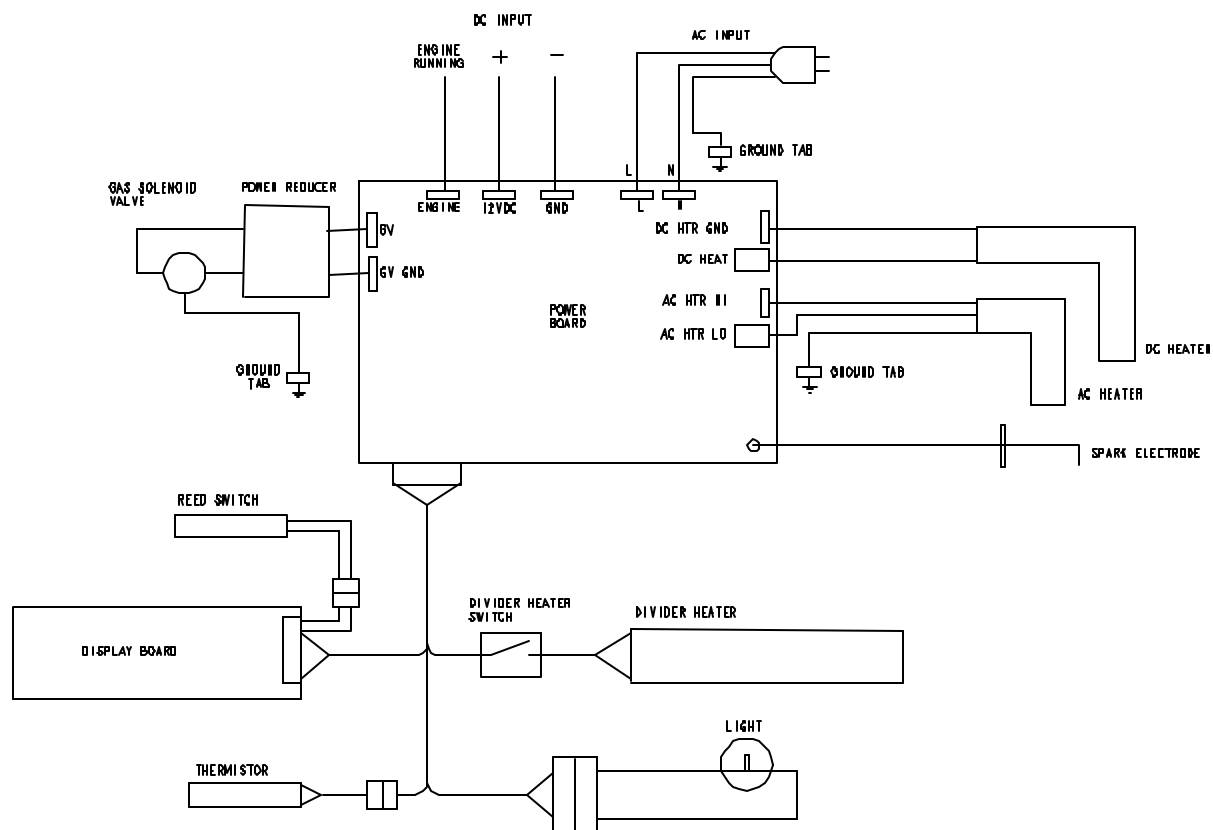 DC INPUT
ENGINE
RUNNING
+
−
AC INPUT
GROUND TAB
L
N
GAS SOLENOID
VALVE
POWER REDUCER
ENGINE
12VDC
GND
L
N
GV
GV GND
DC HTR GND
DC HEAT
AC HTR HI
AC HTR LO
POWER
BOARD
GROUND
TAB
GROUND TAB
DC HEATER
AC HEATER
SPARK ELECTRODE
REED SWITCH
DISPLAY BOARD
DIVIDER HEATER
SWITCH
DIVIDER HEATER
LIGHT
THERMISTOR